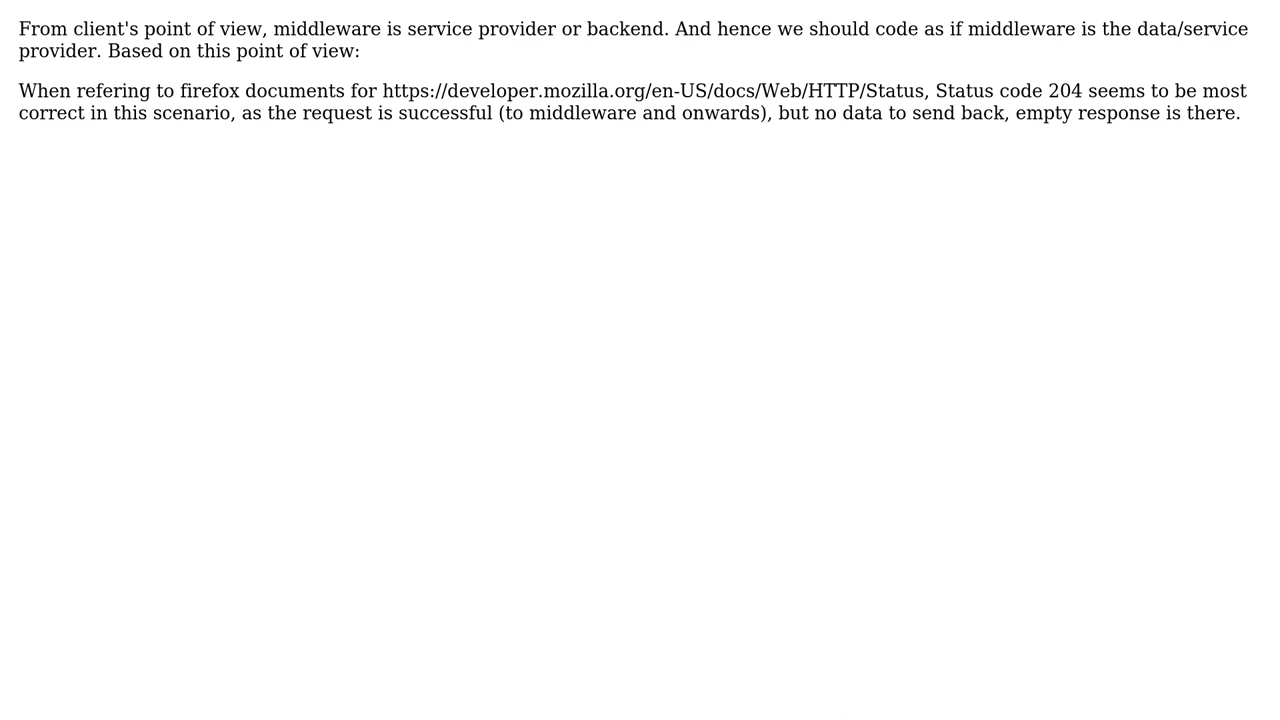 From client's point of view, middleware is service provider or backend. And hence we should code as if middleware is the data/service
provider. Based on this point of view:
When refering to firefox documents for https://developer.mozilla.org/en-US/docs/Web/HTTP/Status, Status code 204 seems to be most
correct in this scenario, as the request is successful (to middleware and onwards), but no data to send back, empty response is there.